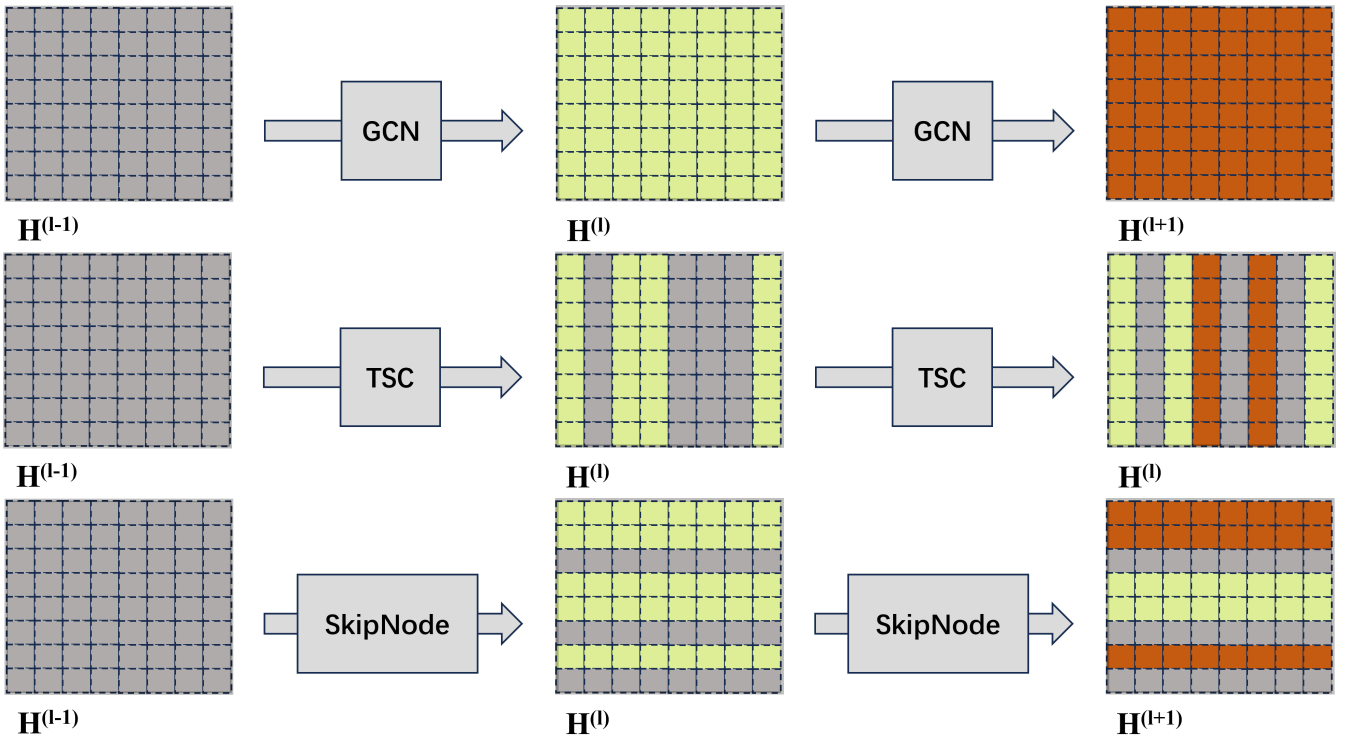 GCN GCN
H(l-1) H(l) H(l+1)
TSC TSC
H(l-1) H(l) H(l)
SkipNode SkipNode
H(l-1) H(l) H(l+1)